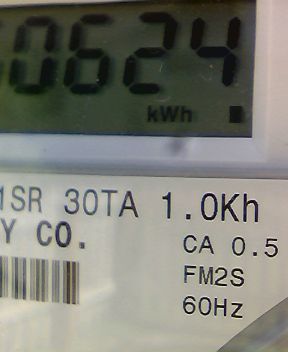 0624
kWh
1SR 30TA 1.0Kh
Y CO.
CA 0.5
FM2S
60Hz